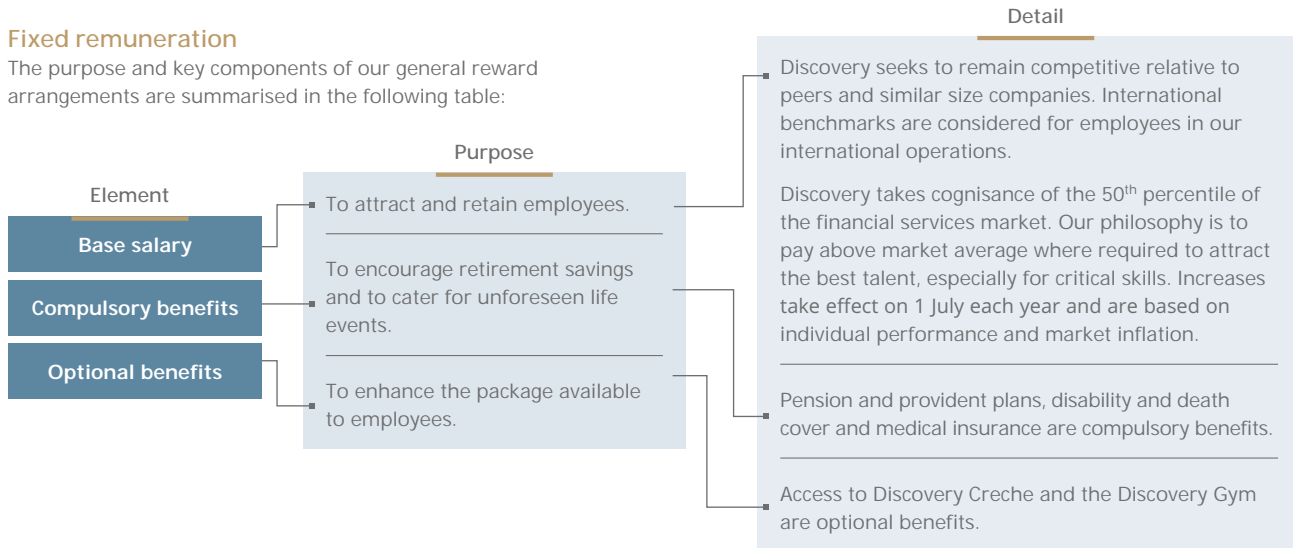 Fixed remuneration
The purpose and key components of our general reward
arrangements are summarised in the following table:
Element
Base salary
Compulsory benefits
Optional benefits
Purpose
To attract and retain employees.
To encourage retirement savings
and to cater for unforeseen life
events.
To enhance the package available
to employees.
Detail
Discovery seeks to remain competitive relative to
peers and similar size companies. International
benchmarks are considered for employees in our
international operations.
Discovery takes cognisance of the 50th percentile of
the financial services market. Our philosophy is to
pay above market average where required to attract
the best talent, especially for critical skills. Increases
take effect on 1 July each year and are based on
individual performance and market inflation.
Pension and provident plans, disability and death
cover and medical insurance are compulsory benefits.
Access to Discovery Creche and the Discovery Gym
are optional benefits.